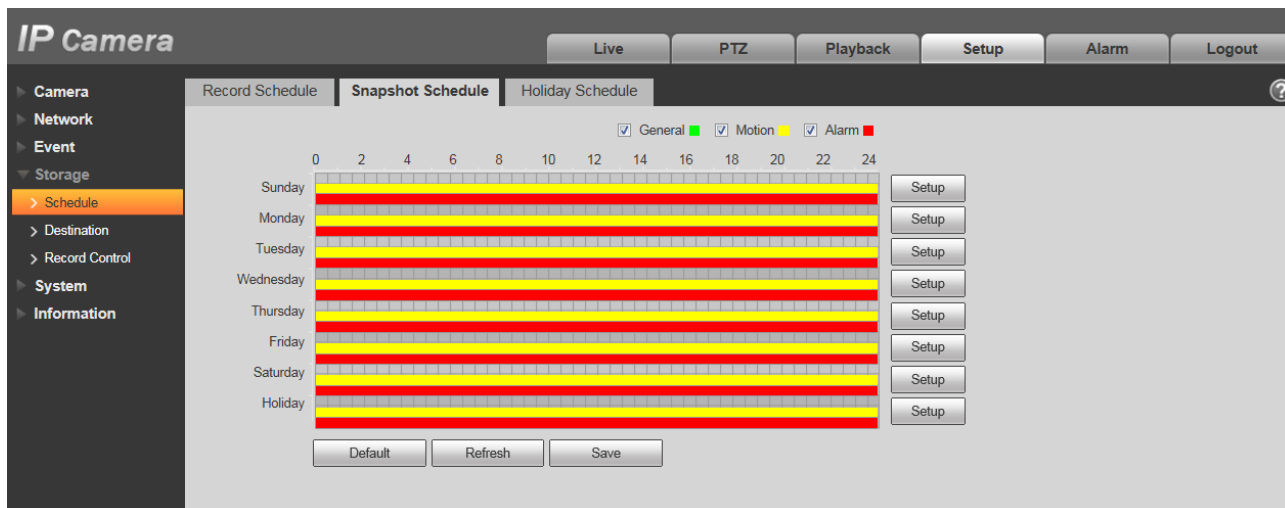 IP Camera
Live PTZ Playback Setup Alarm Logout
Camera
Network
Event
Storage
Schedule
Destination
Record Control
System
Information
Record Schedule Snapshot Schedule Holiday Schedule
?
General Motion Alarm
0 2 4 6 8 10 12 14 16 18 20 22 24
Sunday Setup
Monday Setup
Tuesday Setup
Wednesday Setup
Thursday Setup
Friday Setup
Saturday Setup
Holiday Setup
Default Refresh Save